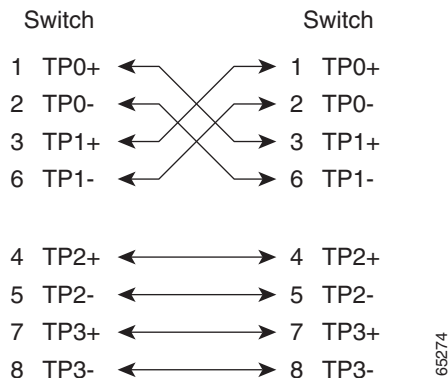 Switch Switch
1 TP0+ 1 TP0+
2 TP0- 2 TP0-
3 TP1+ 3 TP1+
6 TP1- 6 TP1-
4 TP2+ 4 TP2+
5 TP2- 5 TP2-
7 TP3+ 7 TP3+
8 TP3- 8 TP3-
65274